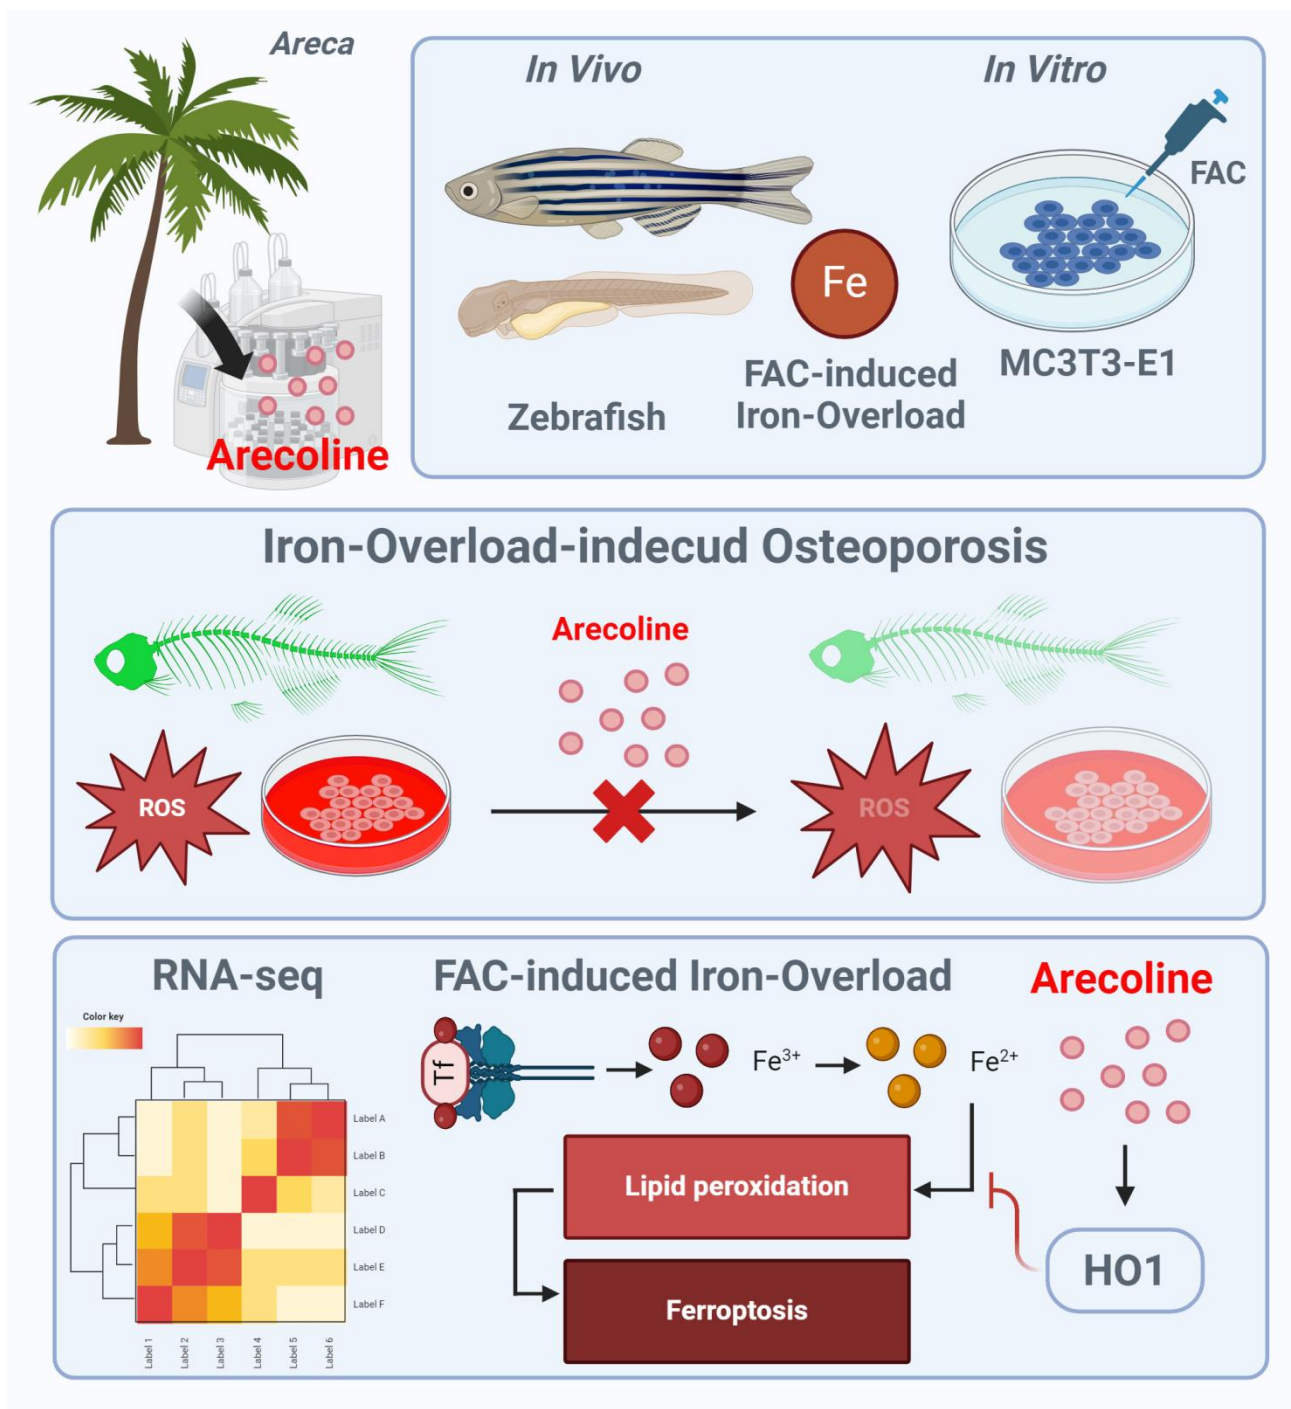 Areca
Arecoline
In Vivo
In Vitro
FAC
Fe
Zebrafish
FAC-induced
Iron-Overload
MC3T3-E1
Iron-Overload-indecud Osteoporosis
Arecoline
ROS
ROS
RNA-seq
Color key
Label A
Label B
Label C
Label D
Label E
Label F
Label 1
Label 2
Label 3
Label 4
Label 5
Label 6
FAC-induced Iron-Overload
Tf
Fe³⁺
Fe²⁺
Lipid peroxidation
Ferroptosis
Arecoline
HO1